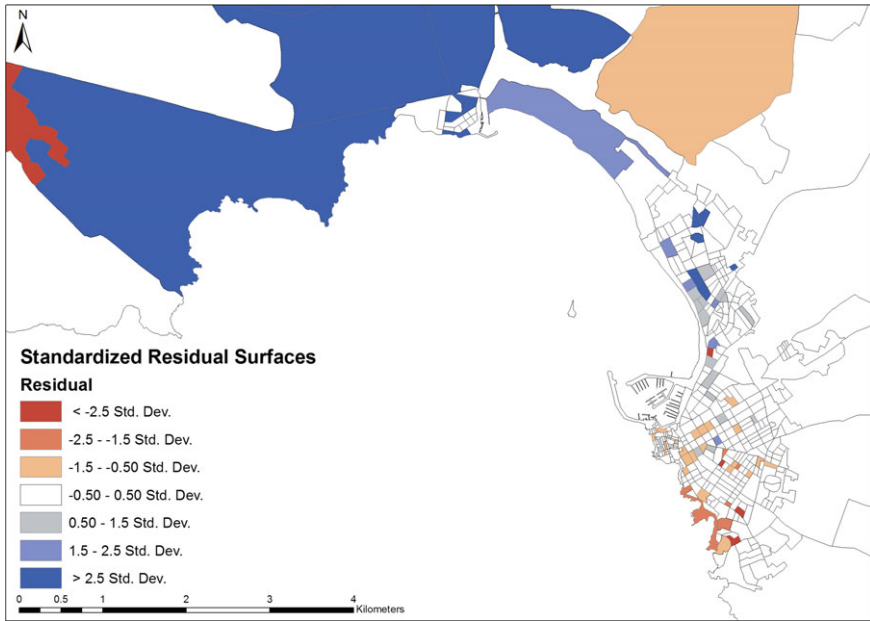 N
Standardized Residual Surfaces
Residual
< -2.5 Std. Dev.
-2.5 - -1.5 Std. Dev.
-1.5 - -0.50 Std. Dev.
-0.50 - 0.50 Std. Dev.
0.50 - 1.5 Std. Dev.
1.5 - 2.5 Std. Dev.
> 2.5 Std. Dev.
0 0.5 1 2 3 4
Kilometers